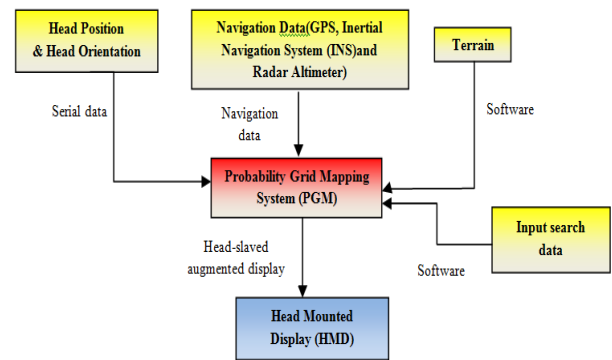 Head Position
& Head Orientation
Navigation Data(GPS, Inertial
Navigation System (INS)and
Radar Altimeter)
Terrain
Serial data
Navigation
data
Software
Probability Grid Mapping
System (PGM)
Input search
data
Head-slaved
augmented display
Software
Head Mounted
Display (HMD)